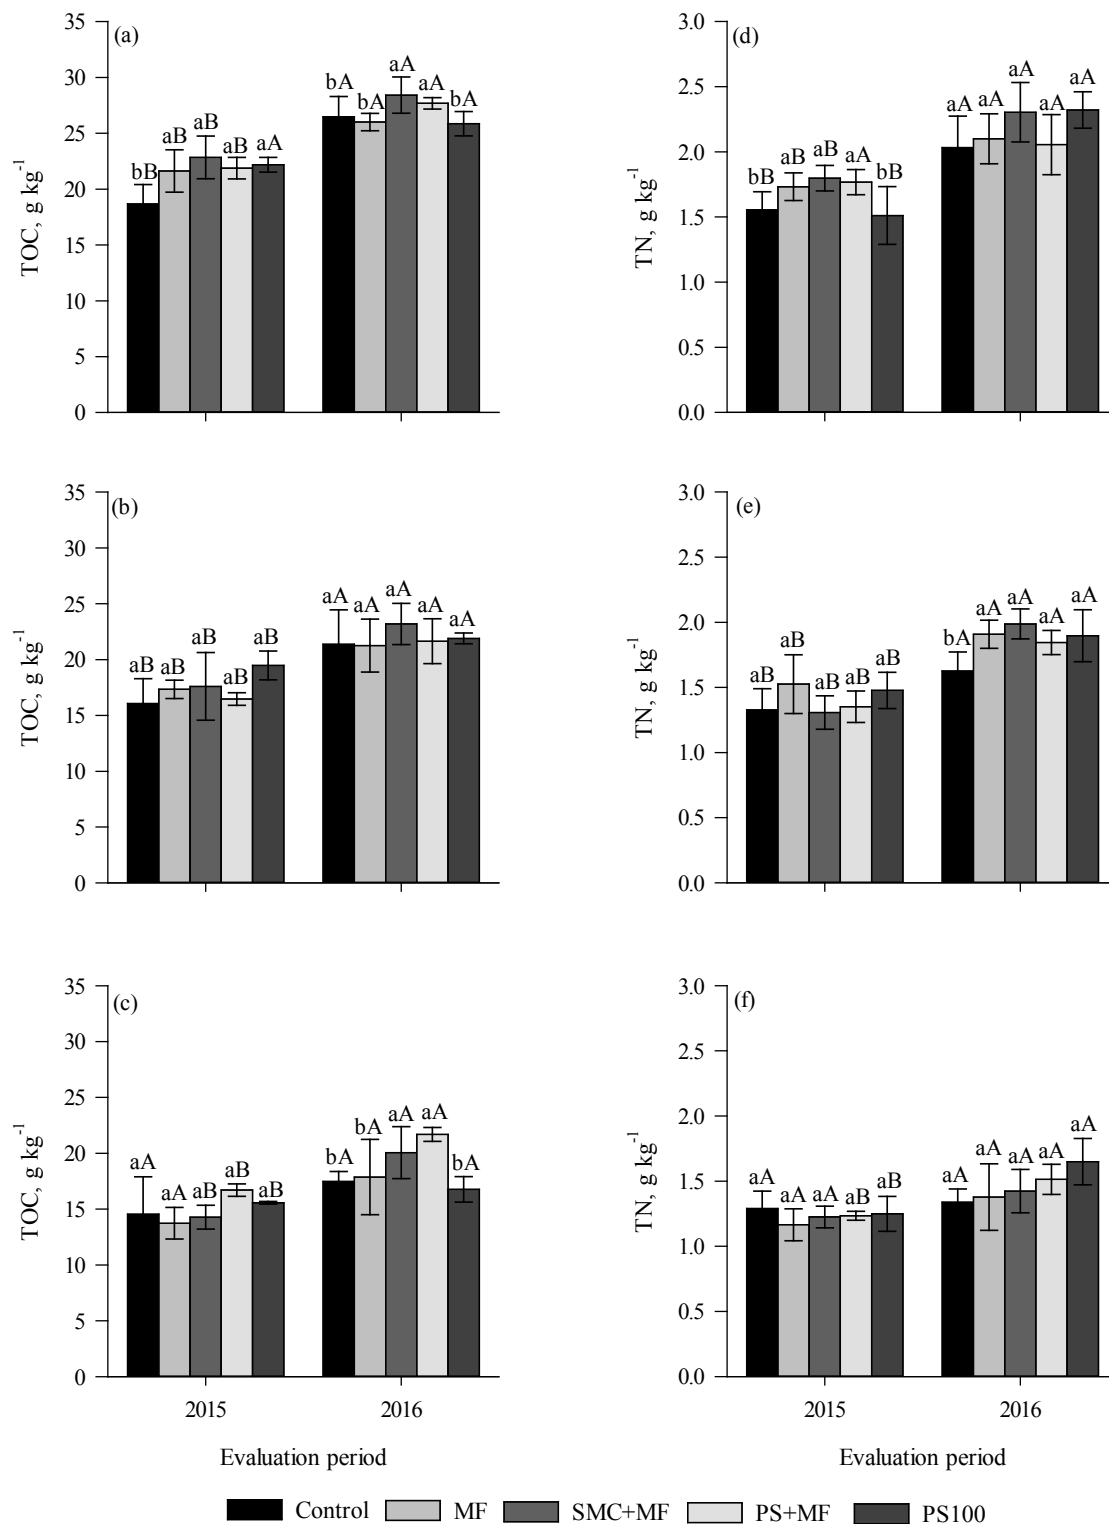 (a)
TOC, g kg-1
35
30
25
20
15
10
5
0
bB aB aB aB aA
bA bA aA aA bA
(d)
TN, g kg-1
3.0
2.5
2.0
1.5
1.0
0.5
0.0
bB aB aB aA bB
aA aA aA aA aA
(b)
TOC, g kg-1
35
30
25
20
15
10
5
0
aB aB aB aB aB
aA aA aA aA aA
(e)
TN, g kg-1
3.0
2.5
2.0
1.5
1.0
0.5
0.0
aB aB aB aB aB
bA aA aA aA aA
(c)
TOC, g kg-1
35
30
25
20
15
10
5
0
aA aA aB aB aB
bA bA aA aA bA
2015 2016
Evaluation period
(f)
TN, g kg-1
3.0
2.5
2.0
1.5
1.0
0.5
0.0
aA aA aA aB aB
aA aA aA aA aA
2015 2016
Evaluation period
Control MF SMC+MF PS+MF PS100